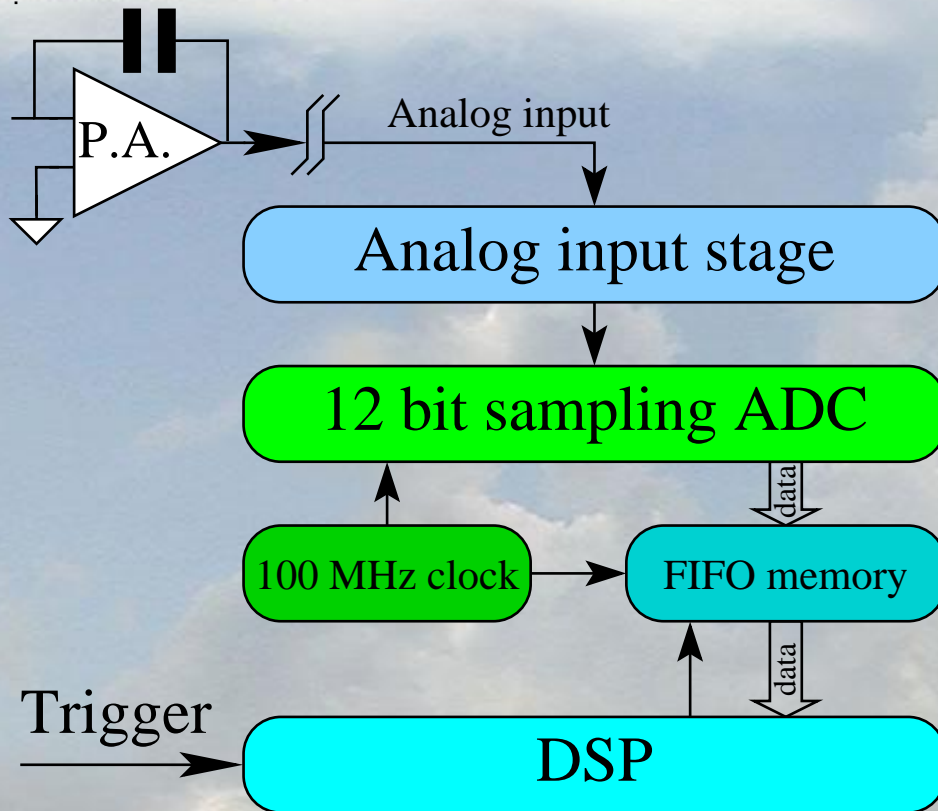 P.A.
Analog input
Analog input stage
12 bit sampling ADC
data
100 MHz clock
FIFO memory
data
Trigger
DSP